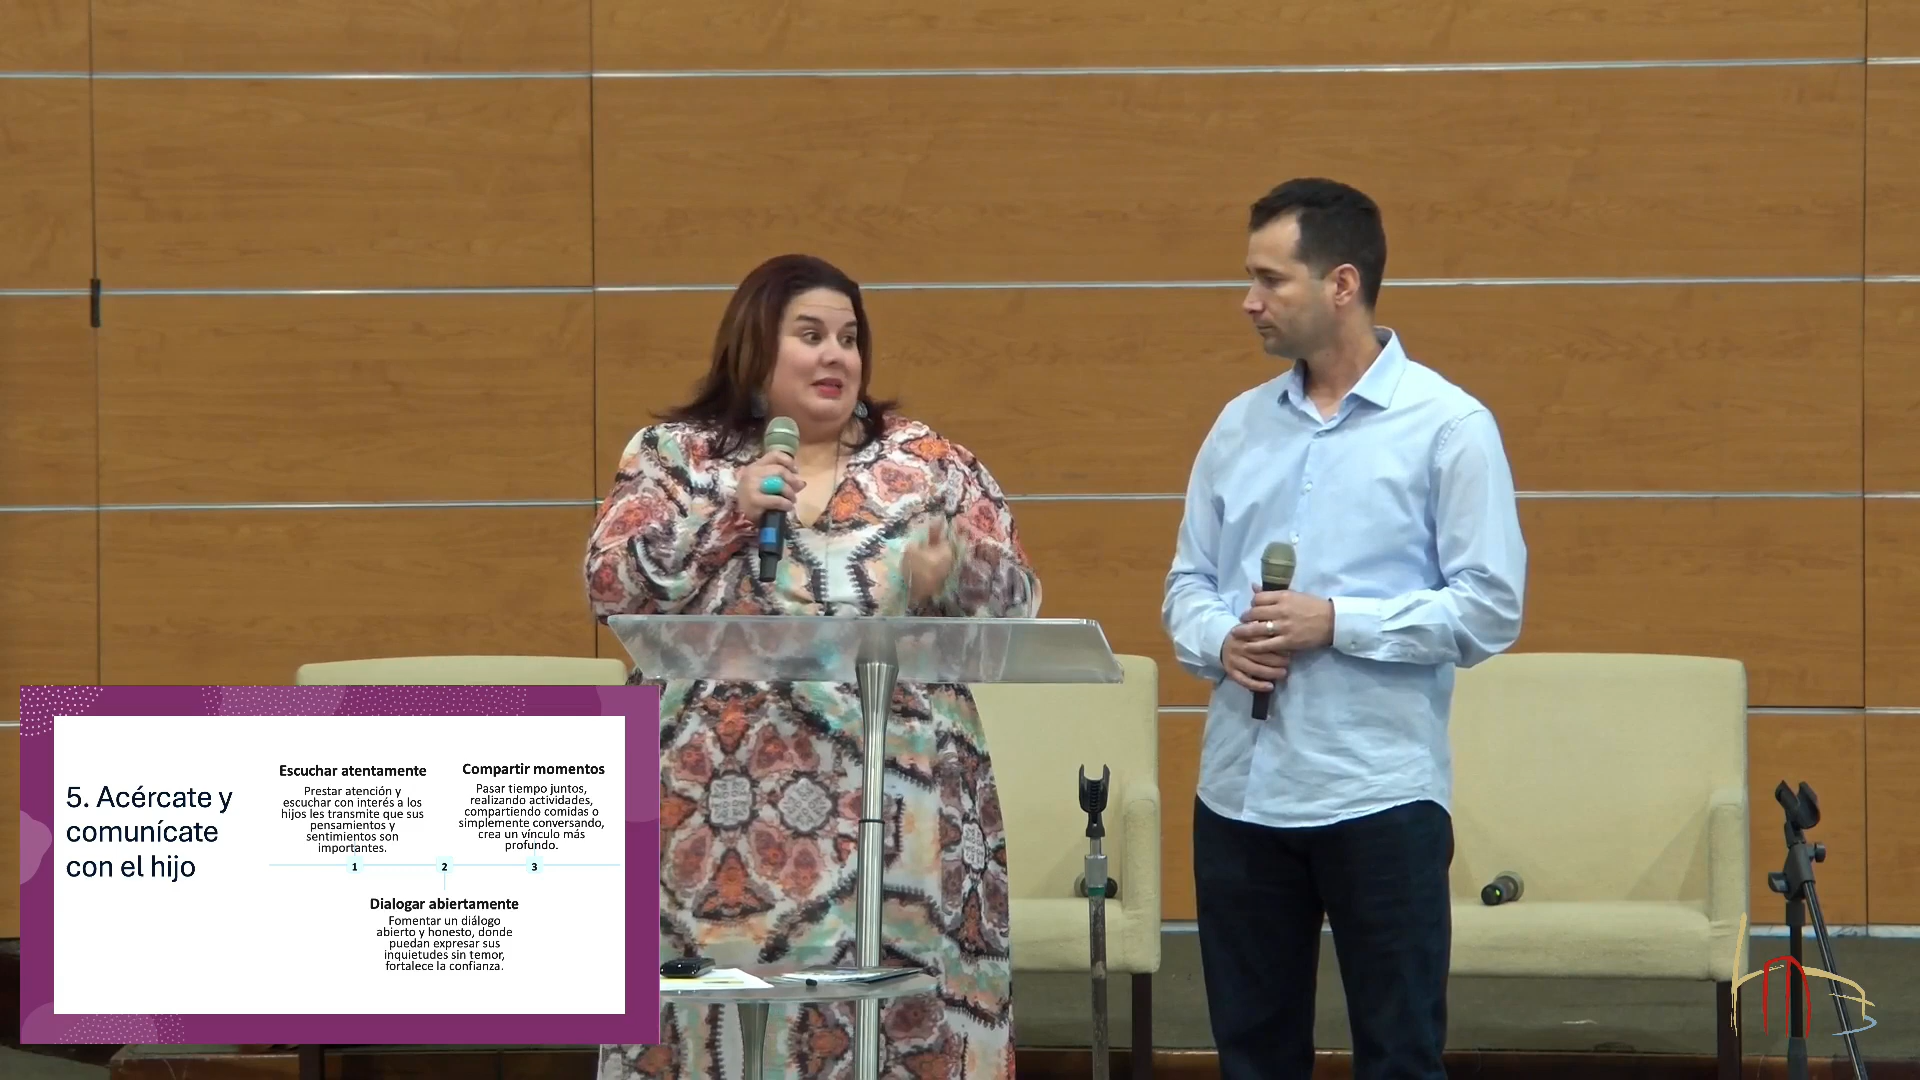 5. Acércate y
comunícate
con el hijo
Escuchar atentamente
Prestar atención y
escuchar con interés a los
hijos les transmite que sus
pensamientos y
sentimientos son
importantes.
1
2
Dialogar abiertamente
Fomentar un diálogo
abierto y honesto, donde
puedan expresar sus
inquietudes sin temor,
fortalece la confianza.
Compartir momentos
Pasar tiempo juntos,
realizando actividades,
compartiendo comidas o
simplemente conversando,
crea un vínculo más
profundo.
3